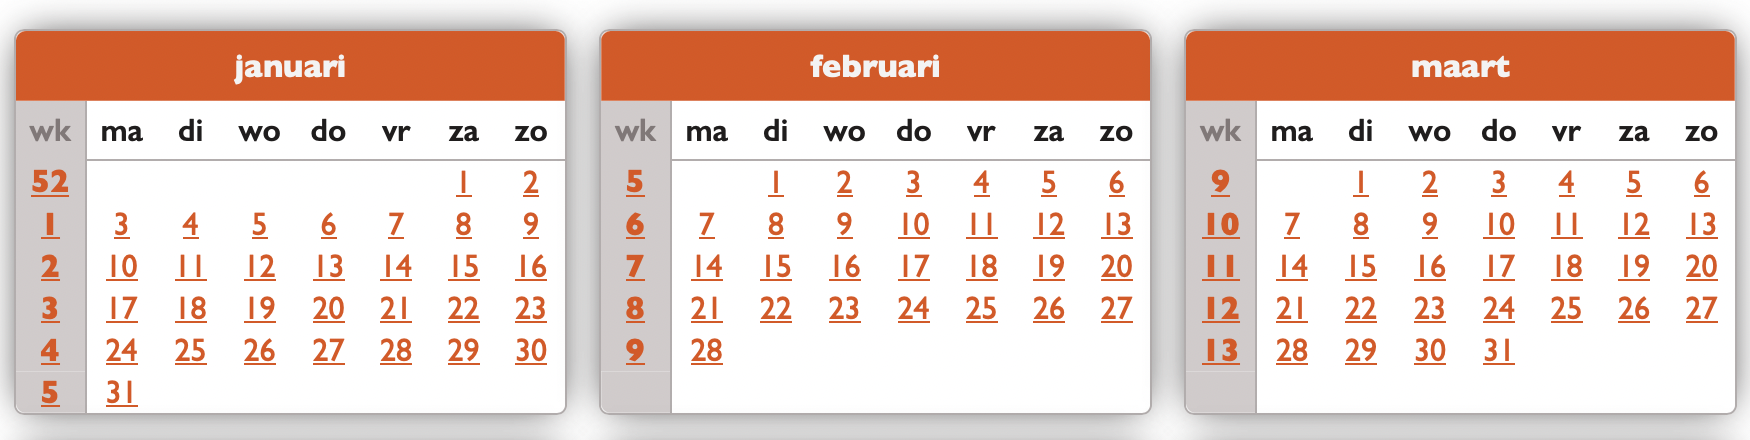 januari
wk ma di wo do vr za zo
52 1 2
1 3 4 5 6 7 8 9
2 10 11 12 13 14 15 16
3 17 18 19 20 21 22 23
4 24 25 26 27 28 29 30
5 31
februari
wk ma di wo do vr za zo
5 1 2 3 4 5 6
6 7 8 9 10 11 12 13
7 14 15 16 17 18 19 20
8 21 22 23 24 25 26 27
9 28
maart
wk ma di wo do vr za zo
9 1 2 3 4 5 6
10 7 8 9 10 11 12 13
11 14 15 16 17 18 19 20
12 21 22 23 24 25 26 27
13 28 29 30 31